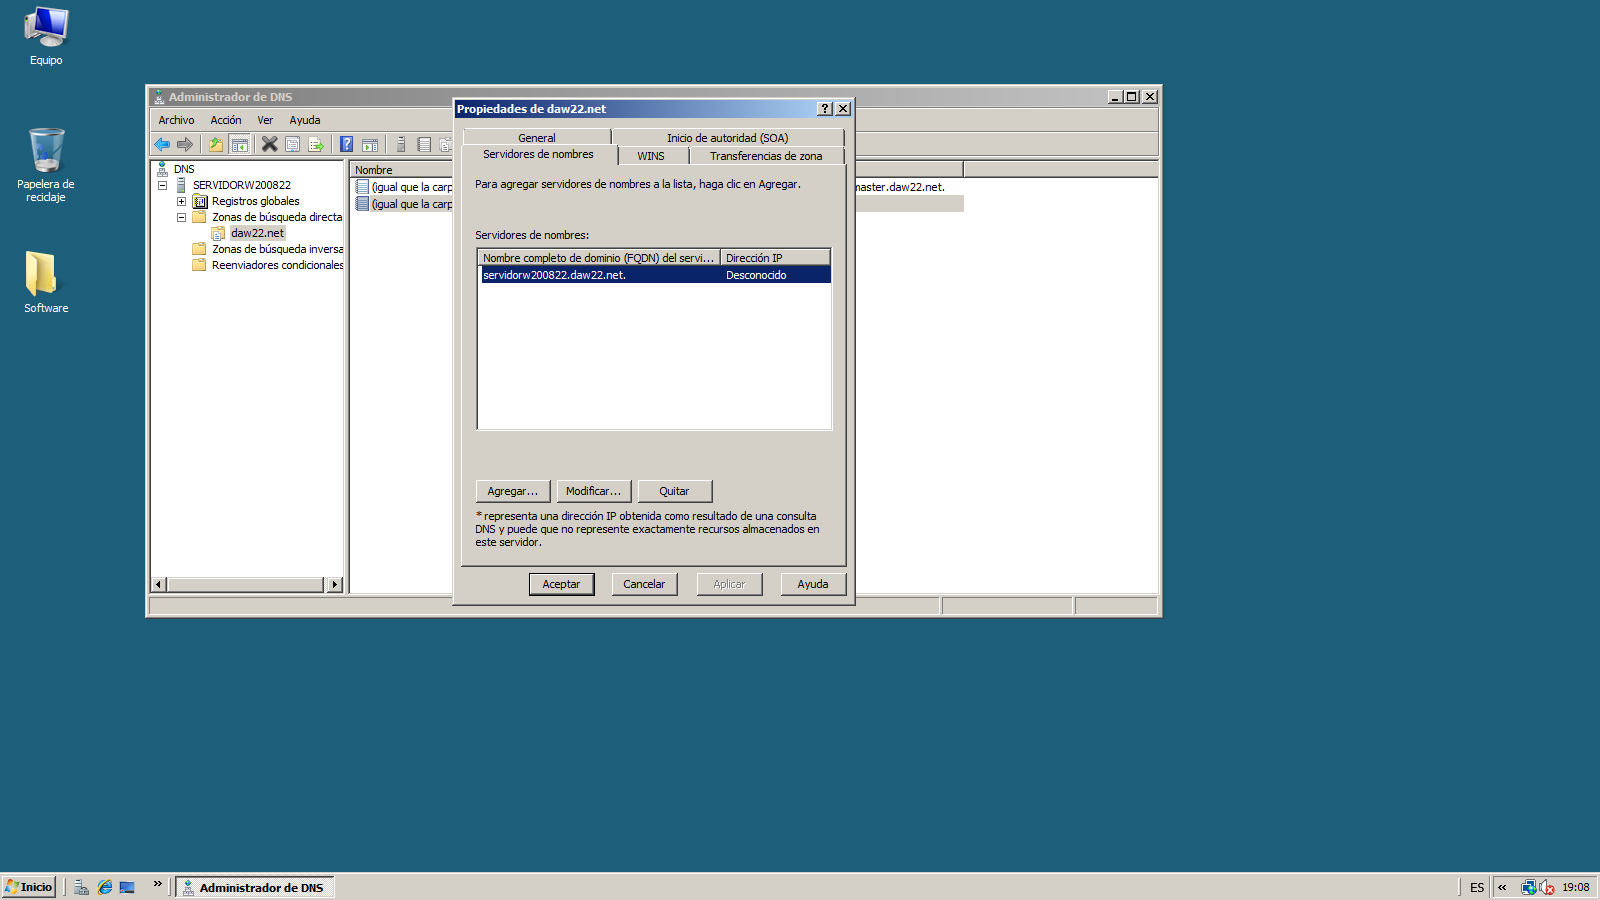 Equipo
Papelera de
reciclaje
Software
Administrador de DNS
Archivo Acción Ver Ayuda
DNS
SERVIDORW200822
Registros globales
Zonas de búsqueda directa
daw22.net
Zonas de búsqueda inversa
Reenviadores condicionales
Nombre
(igual que la carp
(igual que la carp
master.daw22.net.
Propiedades de daw22.net
General Inicio de autoridad (SOA)
Servidores de nombres WINS Transferencias de zona
Para agregar servidores de nombres a la lista, haga clic en Agregar.
Servidores de nombres:
Nombre completo de dominio (FQDN) del servi... Dirección IP
servidorw200822.daw22.net. Desconocido
Agregar... Modificar... Quitar
* representa una dirección IP obtenida como resultado de una consulta
DNS y puede que no represente exactamente recursos almacenados en
este servidor.
Aceptar Cancelar Aplicar Ayuda
Inicio » Administrador de DNS ES « 19:08